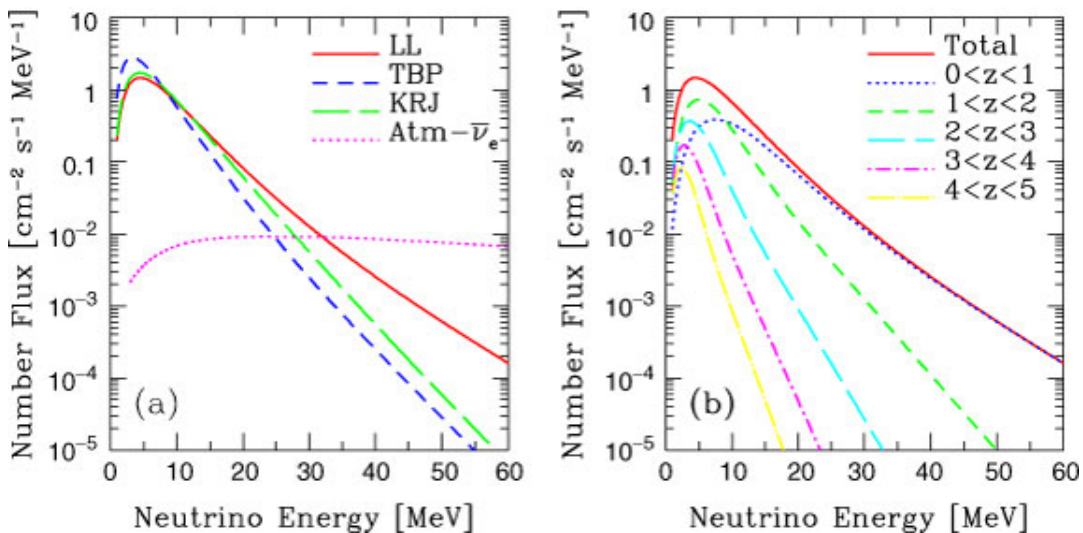 Number Flux [cm⁻² s⁻¹ MeV⁻¹]
10
1
0.1
10⁻²
10⁻³
10⁻⁴
10⁻⁵
LL
TBP
KRJ
Atm-ν̅ₑ
(a)
0 10 20 30 40 50 60
Neutrino Energy [MeV]
Number Flux [cm⁻² s⁻¹ MeV⁻¹]
10
1
0.1
10⁻²
10⁻³
10⁻⁴
10⁻⁵
Total
0<z<1
1<z<2
2<z<3
3<z<4
4<z<5
(b)
0 10 20 30 40 50 60
Neutrino Energy [MeV]